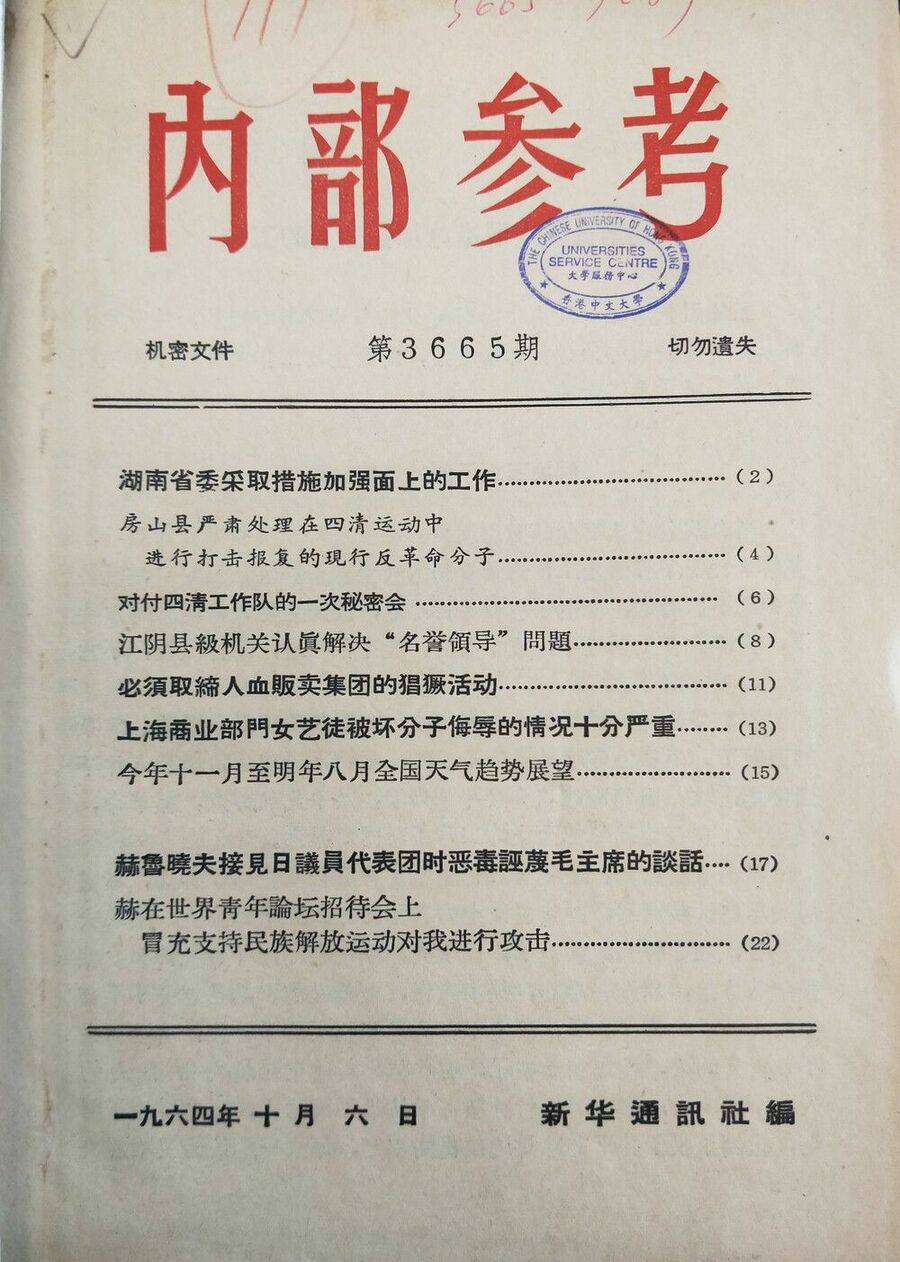 内部参考
THE CHINESE UNIVERSITY OF HONG KONG
UNIVERSITIES
SERVICE CENTRE
大學服務中心
香港中文大學
机密文件 第3665期 切勿遺失
湖南省委采取措施加强面上的工作……(2)
房山县严肃处理在四清运动中
进行打击报复的現行反革命分子……(4)
对付四清工作队的一次秘密会……(6)
江阴县級机关认眞解决“名誉領导”問題……(8)
必須取締人血販卖集团的猖獗活动……(11)
上海商业部門女艺徒被坏分子侮辱的情况十分严重……(13)
今年十一月至明年八月全国天气趋势展望……(15)
赫魯曉夫接見日議員代表团时恶毒誣蔑毛主席的談話……(17)
赫在世界靑年論坛招待会上
冒充支持民族解放运动对我进行攻击……(22)
一九六四年十月六日 新华通訊社編